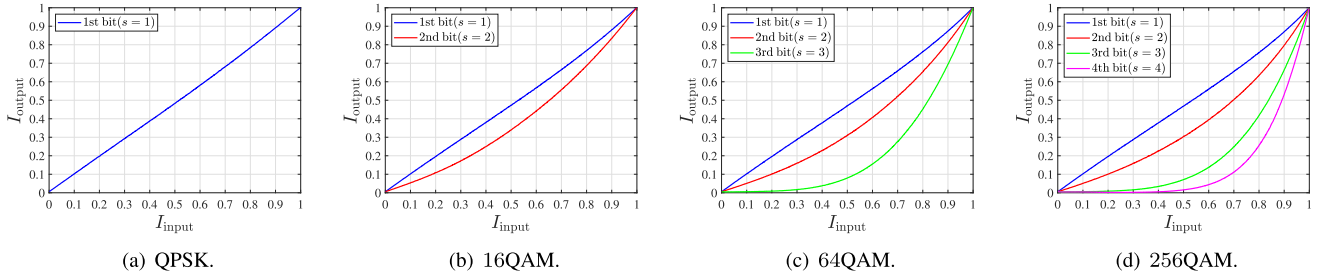 1st bit(s = 1)
I_output
1
0.9
0.8
0.7
0.6
0.5
0.4
0.3
0.2
0.1
0
0 0.1 0.2 0.3 0.4 0.5 0.6 0.7 0.8 0.9 1
I_input
(a) QPSK.
1st bit(s = 1)
2nd bit(s = 2)
I_output
1
0.9
0.8
0.7
0.6
0.5
0.4
0.3
0.2
0.1
0
0 0.1 0.2 0.3 0.4 0.5 0.6 0.7 0.8 0.9 1
I_input
(b) 16QAM.
1st bit(s = 1)
2nd bit(s = 2)
3rd bit(s = 3)
I_output
1
0.9
0.8
0.7
0.6
0.5
0.4
0.3
0.2
0.1
0
0 0.1 0.2 0.3 0.4 0.5 0.6 0.7 0.8 0.9 1
I_input
(c) 64QAM.
1st bit(s = 1)
2nd bit(s = 2)
3rd bit(s = 3)
4th bit(s = 4)
I_output
1
0.9
0.8
0.7
0.6
0.5
0.4
0.3
0.2
0.1
0
0 0.1 0.2 0.3 0.4 0.5 0.6 0.7 0.8 0.9 1
I_input
(d) 256QAM.